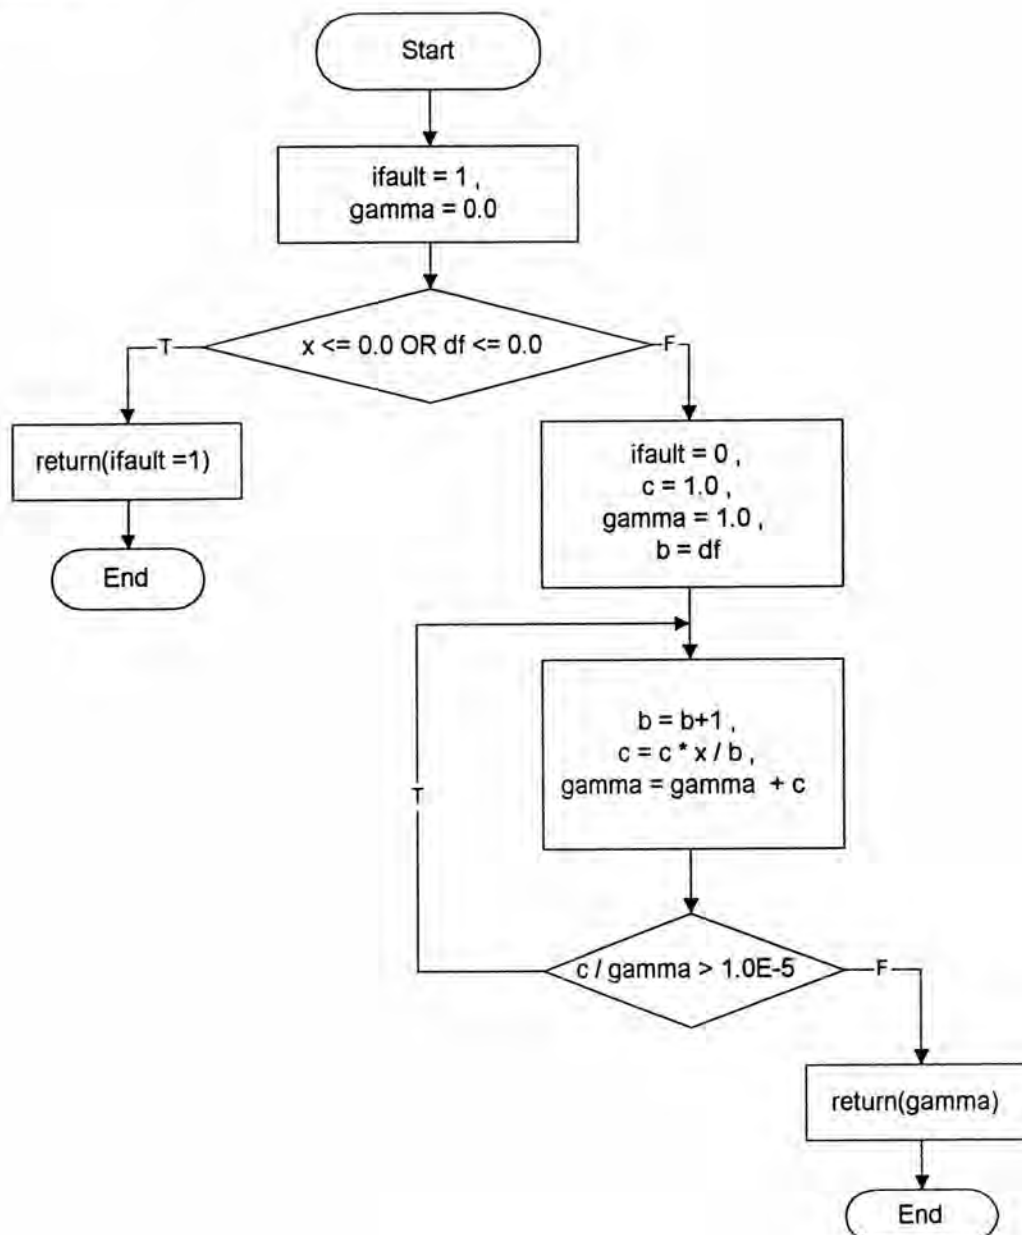 Start
ifault = 1 ,
gamma = 0.0
x <= 0.0 OR df <= 0.0
T
F
return(ifault =1)
End
ifault = 0 ,
c = 1.0 ,
gamma = 1.0 ,
b = df
b = b+1 ,
c = c * x / b ,
gamma = gamma + c
T
c / gamma > 1.0E-5
F
return(gamma)
End